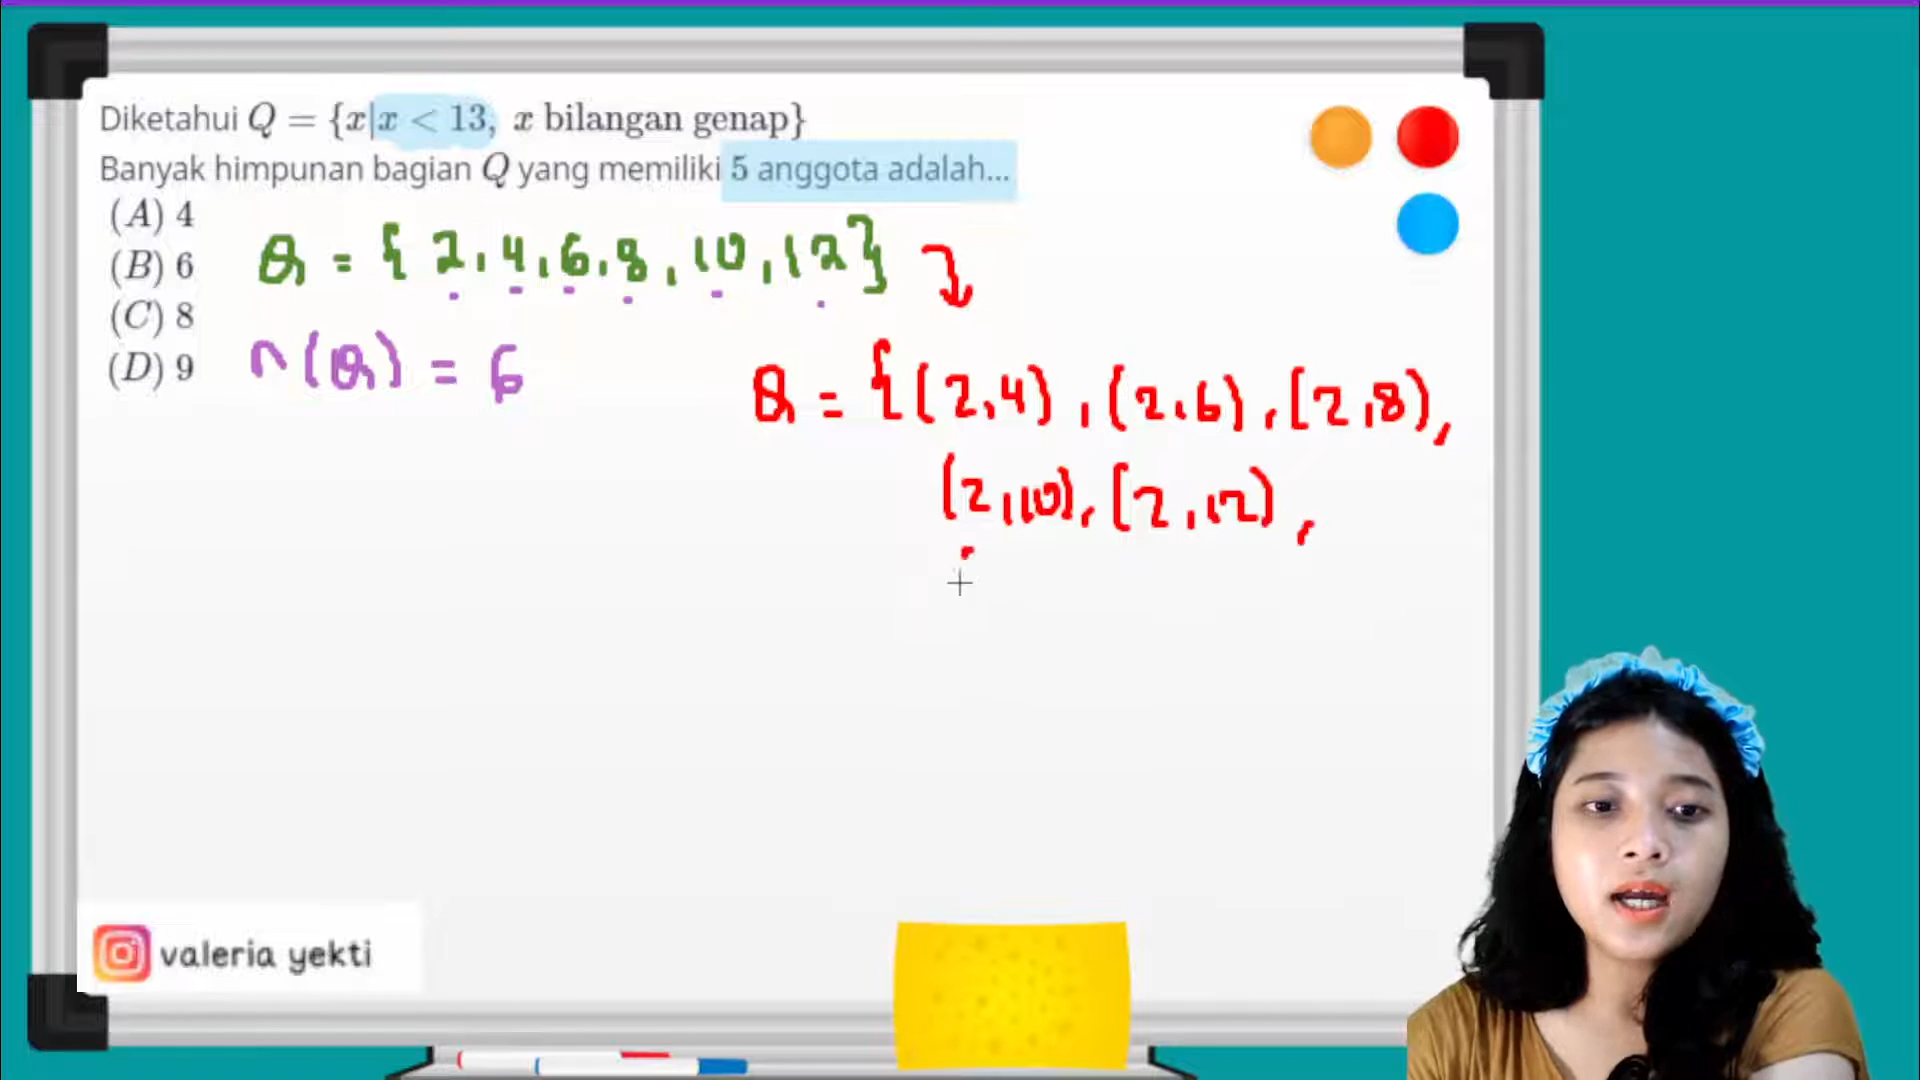 Diketahui Q = {x|x < 13, x bilangan genap}
Banyak himpunan bagian Q yang memiliki 5 anggota adalah...
(A) 4
(B) 6
(C) 8
(D) 9
Q = { 2, 4, 6, 8, 10, 12}
n(Q) = 6
Q = {(2,4), (2,6), (2,8),
(2,10), (2,12),
valeria yekti